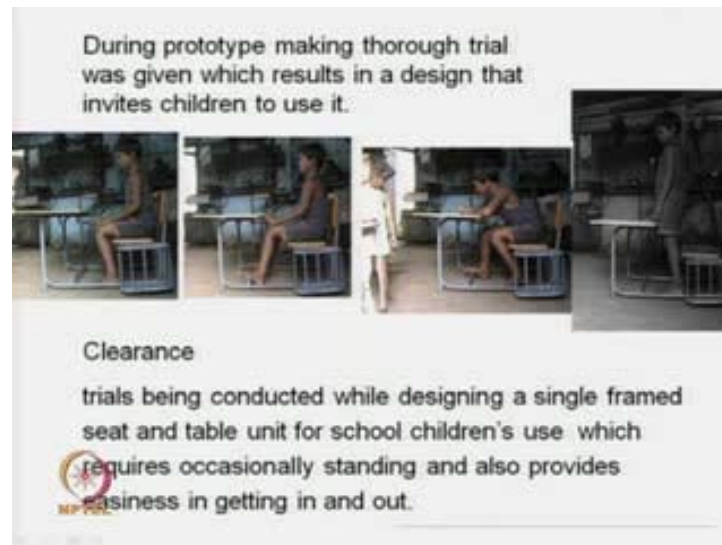 During prototype making thorough trial
was given which results in a design that
invites children to use it.
Clearance
trials being conducted while designing a single framed
seat and table unit for school children's use which
requires occasionally standing and also provides
easiness in getting in and out.
NPTEL